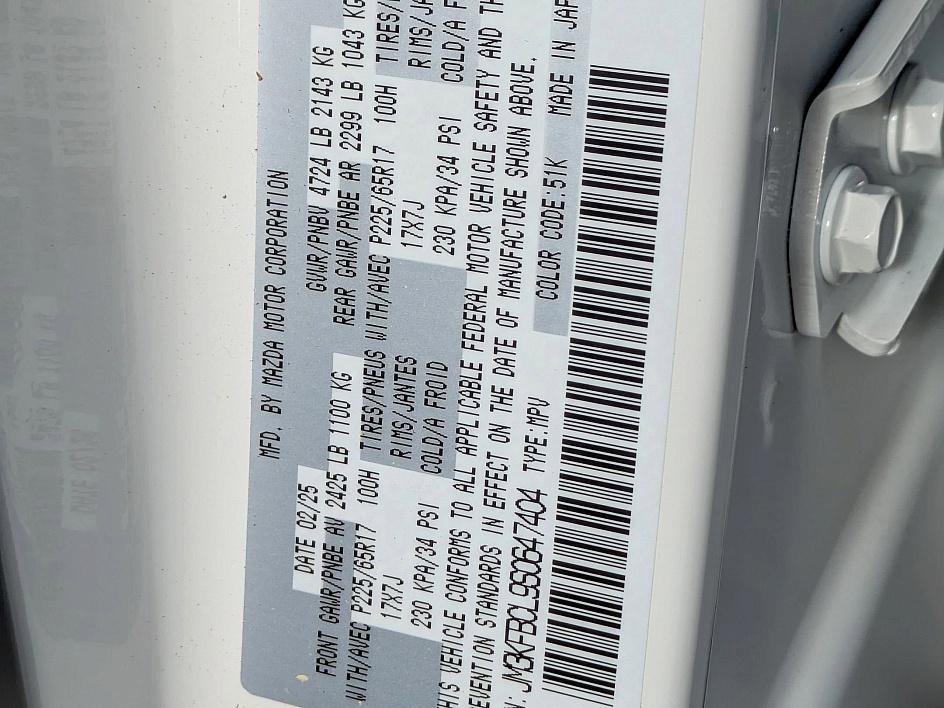 MFD. BY MAZDA MOTOR CORPORATION
DATE 02/25 GVWR/PNBV 4724 LB 2143 KG
FRONT GAWR/PNBE AV 2425 LB 1100 KG REAR GAWR/PNBE AR 2299 LB 1043 KG
WITH/AVEC P225/65R17 100H TIRES/PNEUS WITH/AVEC P225/65R17 100H
17X7J RIMS/JANTES 17X7J
230 KPA/34 PSI COLD/A FROID 230 KPA/34 PSI COLD/A
VEHICLE CONFORMS TO ALL APPLICABLE FEDERAL MOTOR VEHICLE SAFETY AND
STANDARDS IN EFFECT ON THE DATE OF MANUFACTURE SHOWN ABOVE.
JM3KFBCL9S0647404 TYPE:MPV COLOR CODE:51K MADE IN